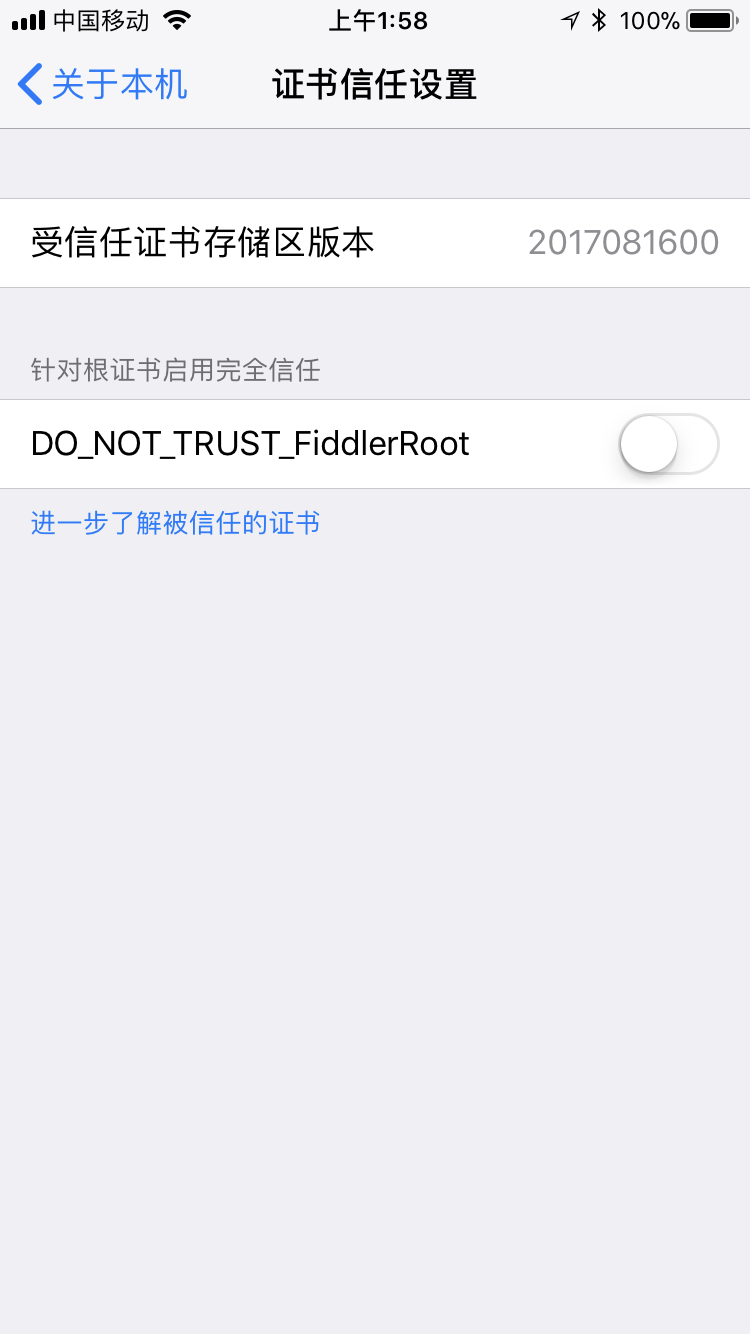 中国移动 上午1:58 100%
关于本机 证书信任设置
受信任证书存储区版本 2017081600
针对根证书启用完全信任
DO_NOT_TRUST_FiddlerRoot
进一步了解被信任的证书